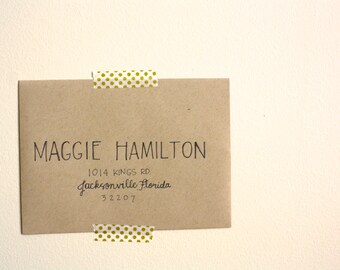 MAGGIE HAMILTON
1014 KINGS RD
Jacksonville Florida
32207